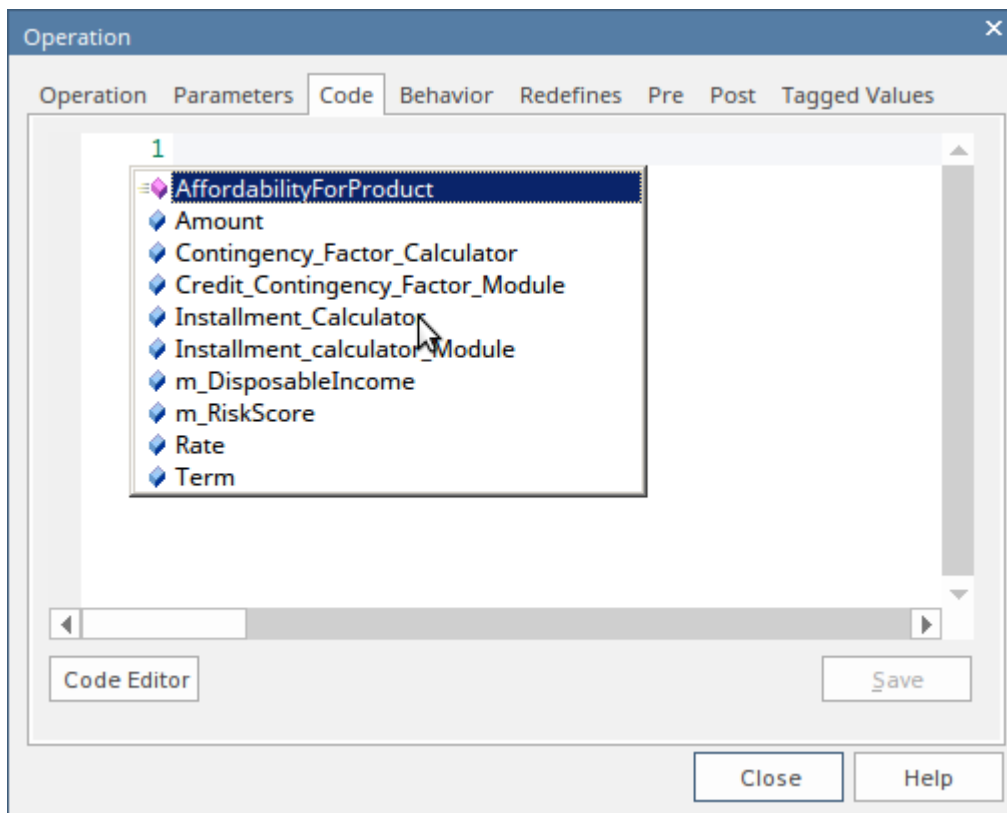 Operation
Operation Parameters Code Behavior Redefines Pre Post Tagged Values
1
AffordabilityForProduct
Amount
Contingency_Factor_Calculator
Credit_Contingency_Factor_Module
Installment_Calculator
Installment_calculator_Module
m_DisposableIncome
m_RiskScore
Rate
Term
Code Editor Save
Close Help